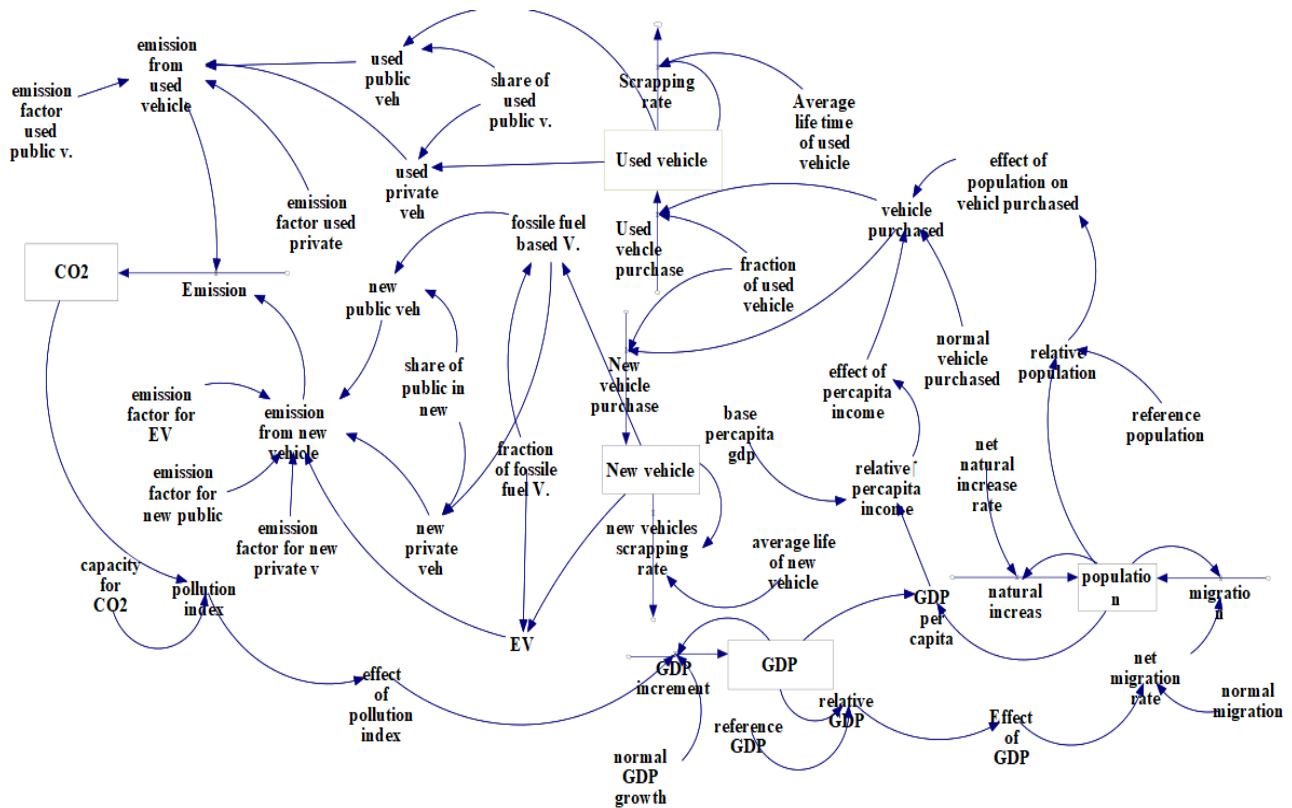 emission
from
used
vehicle
used
public
veh
share of
used
public v.
Scrapping
rate
Average
life time
of used
vehicle
emission
factor
used
public v.
Used vehicle
used
private
veh
effect of
population on
vehicl purchased
emission
factor used
private
fossile fuel
based V.
Used
vehcle
purchase
vehicle
purchased
fraction
of used
vehicle
CO2
Emission
new
public veh
share of
public in
new
New
vehicle
purchase
effect of
percapita
income
normal
vehicle
purchased
relative
population
reference
population
emission
factor for
EV
emission
from new
vehicle
base
percapita
gdp
fraction
of fossile
fuel V.
New vehicle
relative
percapita
income
net
natural
increase
rate
emission
factor for
new public
emission
factor for new
private v
new
private
veh
new vehicles
scrapping
rate
average life
of new
vehicle
capacity
for
CO2
pollution
index
EV
GDP
per
capita
natural
increas
populatio
n
migratio
n
effect
of
pollution
index
GDP
increment
GDP
relative
GDP
reference
GDP
Effect
of
GDP
net
migration
rate
normal
migration
normal
GDP
growth